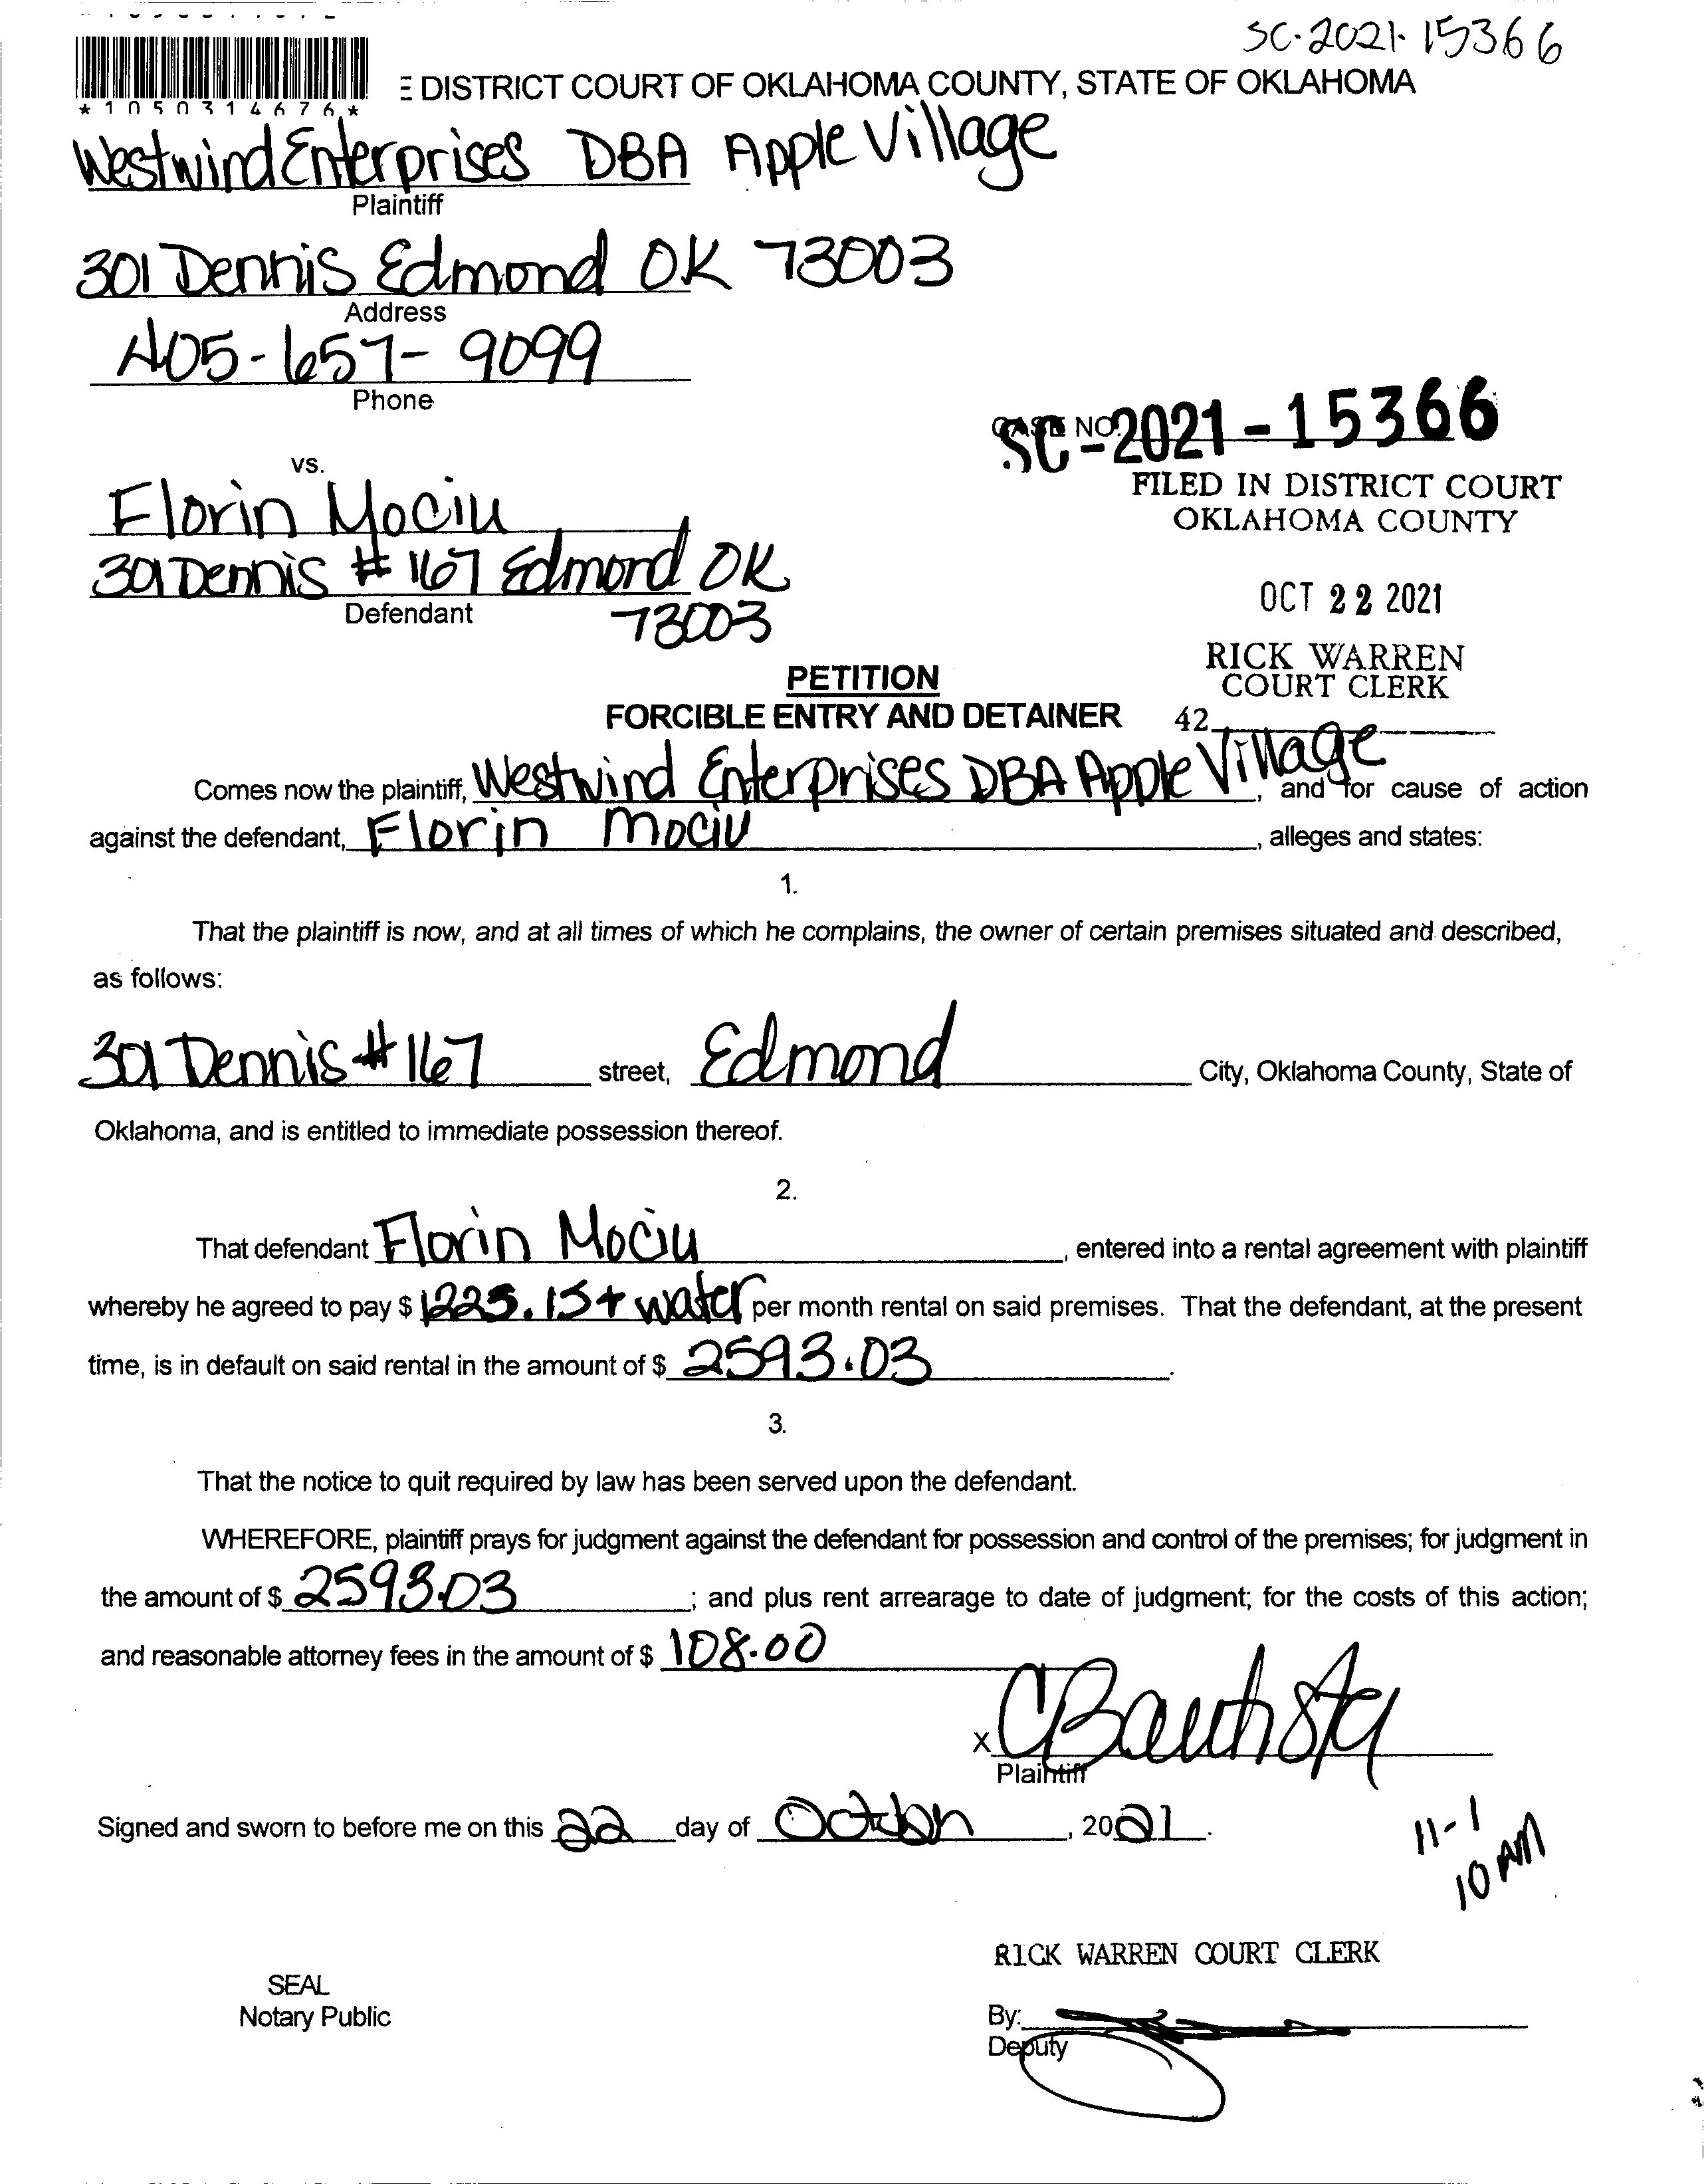 SC-2021-15366
E DISTRICT COURT OF OKLAHOMA COUNTY, STATE OF OKLAHOMA
*1050314676*
Westwind Enterprises DBA Apple Village
Plaintiff
301 Dennis Edmond OK 73003
Address
405-657-9099
Phone
CASE NO.
SC-2021-15366
vs.
FILED IN DISTRICT COURT
OKLAHOMA COUNTY
Florin Mociu
301 Dennis #167 Edmond OK
73003
Defendant
OCT 22 2021
RICK WARREN
COURT CLERK
42
PETITION
FORCIBLE ENTRY AND DETAINER
Comes now the plaintiff, Westwind Enterprises DBA Apple Village, and for cause of action
against the defendant, Florin Mociu, alleges and states:
1.
That the plaintiff is now, and at all times of which he complains, the owner of certain premises situated and described,
as follows:
301 Dennis #167 street, Edmond City, Oklahoma County, State of
Oklahoma, and is entitled to immediate possession thereof.
2.
That defendant Florin Mociu, entered into a rental agreement with plaintiff
whereby he agreed to pay $ 1225.15+ water per month rental on said premises. That the defendant, at the present
time, is in default on said rental in the amount of $ 2593.03.
3.
That the notice to quit required by law has been served upon the defendant.
WHEREFORE, plaintiff prays for judgment against the defendant for possession and control of the premises; for judgment in
the amount of $ 2593.03; and plus rent arrearage to date of judgment; for the costs of this action;
and reasonable attorney fees in the amount of $ 108.00
x CBautista
Plaintiff
Signed and sworn to before me on this 22 day of October, 2021.
11-1
10 AM
RICK WARREN COURT CLERK
SEAL
Notary Public
By:
Deputy